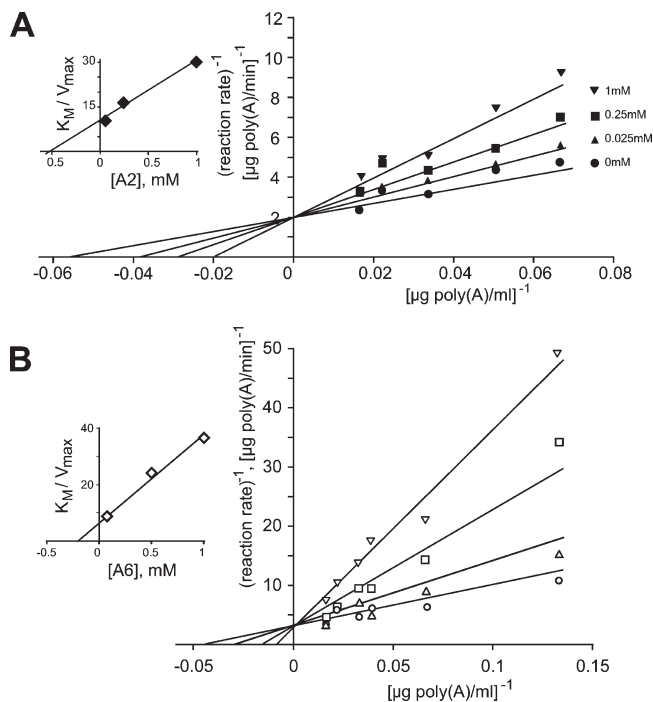 A
K_M / V_max
30
15
-0.5
0
0.5
1
[A2], mM
(reaction rate)^-1
[µg poly(A)/min]^-1
12
10
8
6
4
2
1mM
0.25mM
0.025mM
0mM
-0.06
-0.04
-0.02
0
0.02
0.04
0.06
0.08
[µg poly(A)/ml]^-1
B
K_M / V_max
40
20
-0.5
0
0.5
1
[A6], mM
(reaction rate)^-1, [µg poly(A)/min]^-1
50
40
30
20
10
-0.05
0
0.05
0.1
0.15
[µg poly(A)/ml]^-1